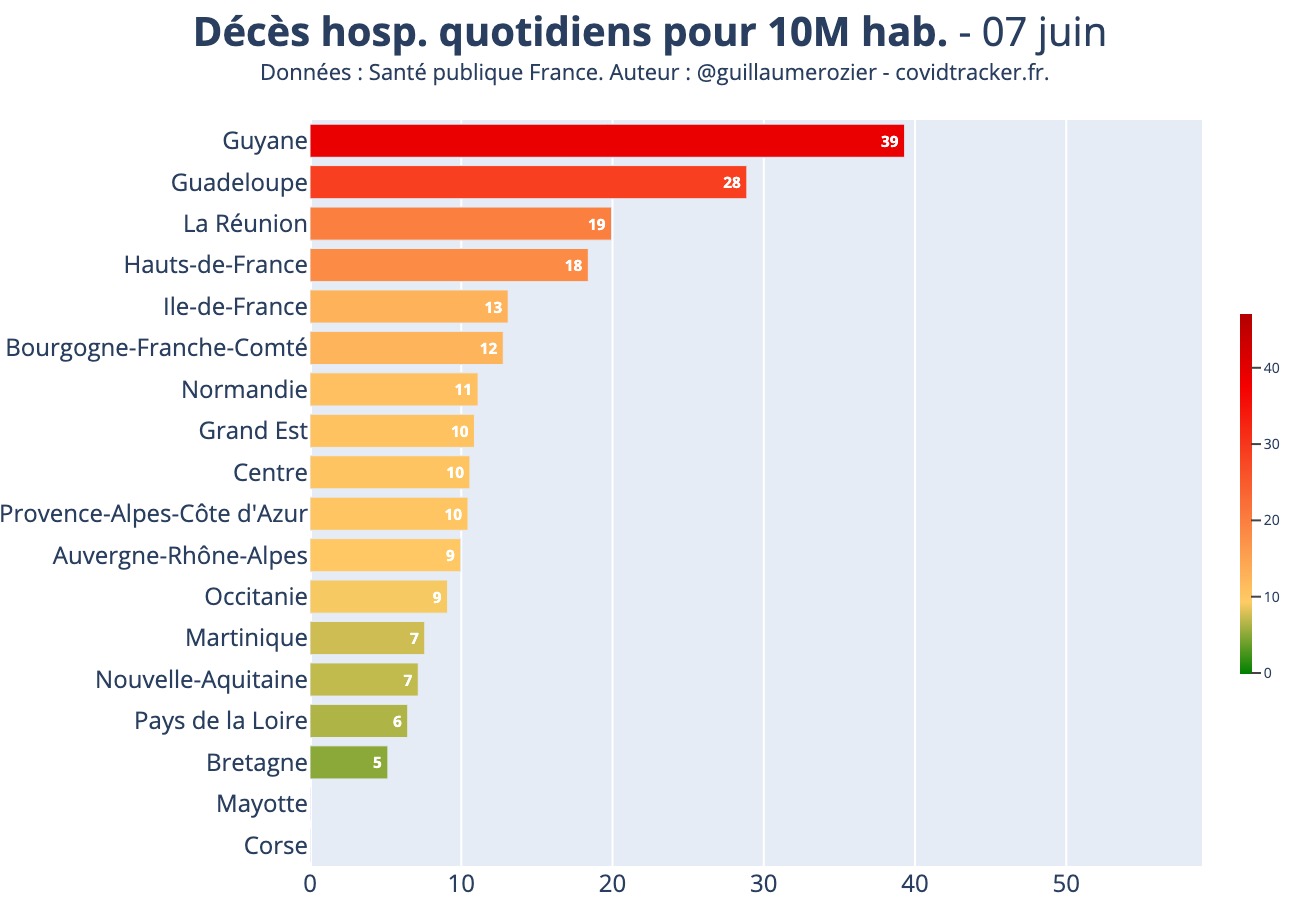 Décès hosp. quotidiens pour 10M hab. - 07 juin
Données : Santé publique France. Auteur : @guillaumerozier - covidtracker.fr.
Guyane 39
Guadeloupe 28
La Réunion 19
Hauts-de-France 18
Ile-de-France 13
Bourgogne-Franche-Comté 12
Normandie 11
Grand Est 10
Centre 10
Provence-Alpes-Côte d'Azur 10
Auvergne-Rhône-Alpes 9
Occitanie 9
Martinique 7
Nouvelle-Aquitaine 7
Pays de la Loire 6
Bretagne 5
Mayotte
Corse
0 10 20 30 40 50
40
30
20
10
0